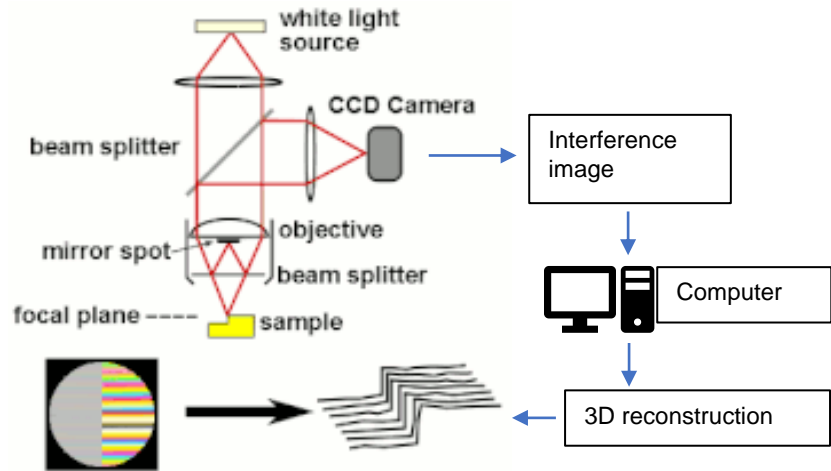 white light
source
CCD Camera
beam splitter
objective
mirror spot
beam splitter
focal plane
sample
Interference
image
Computer
3D reconstruction